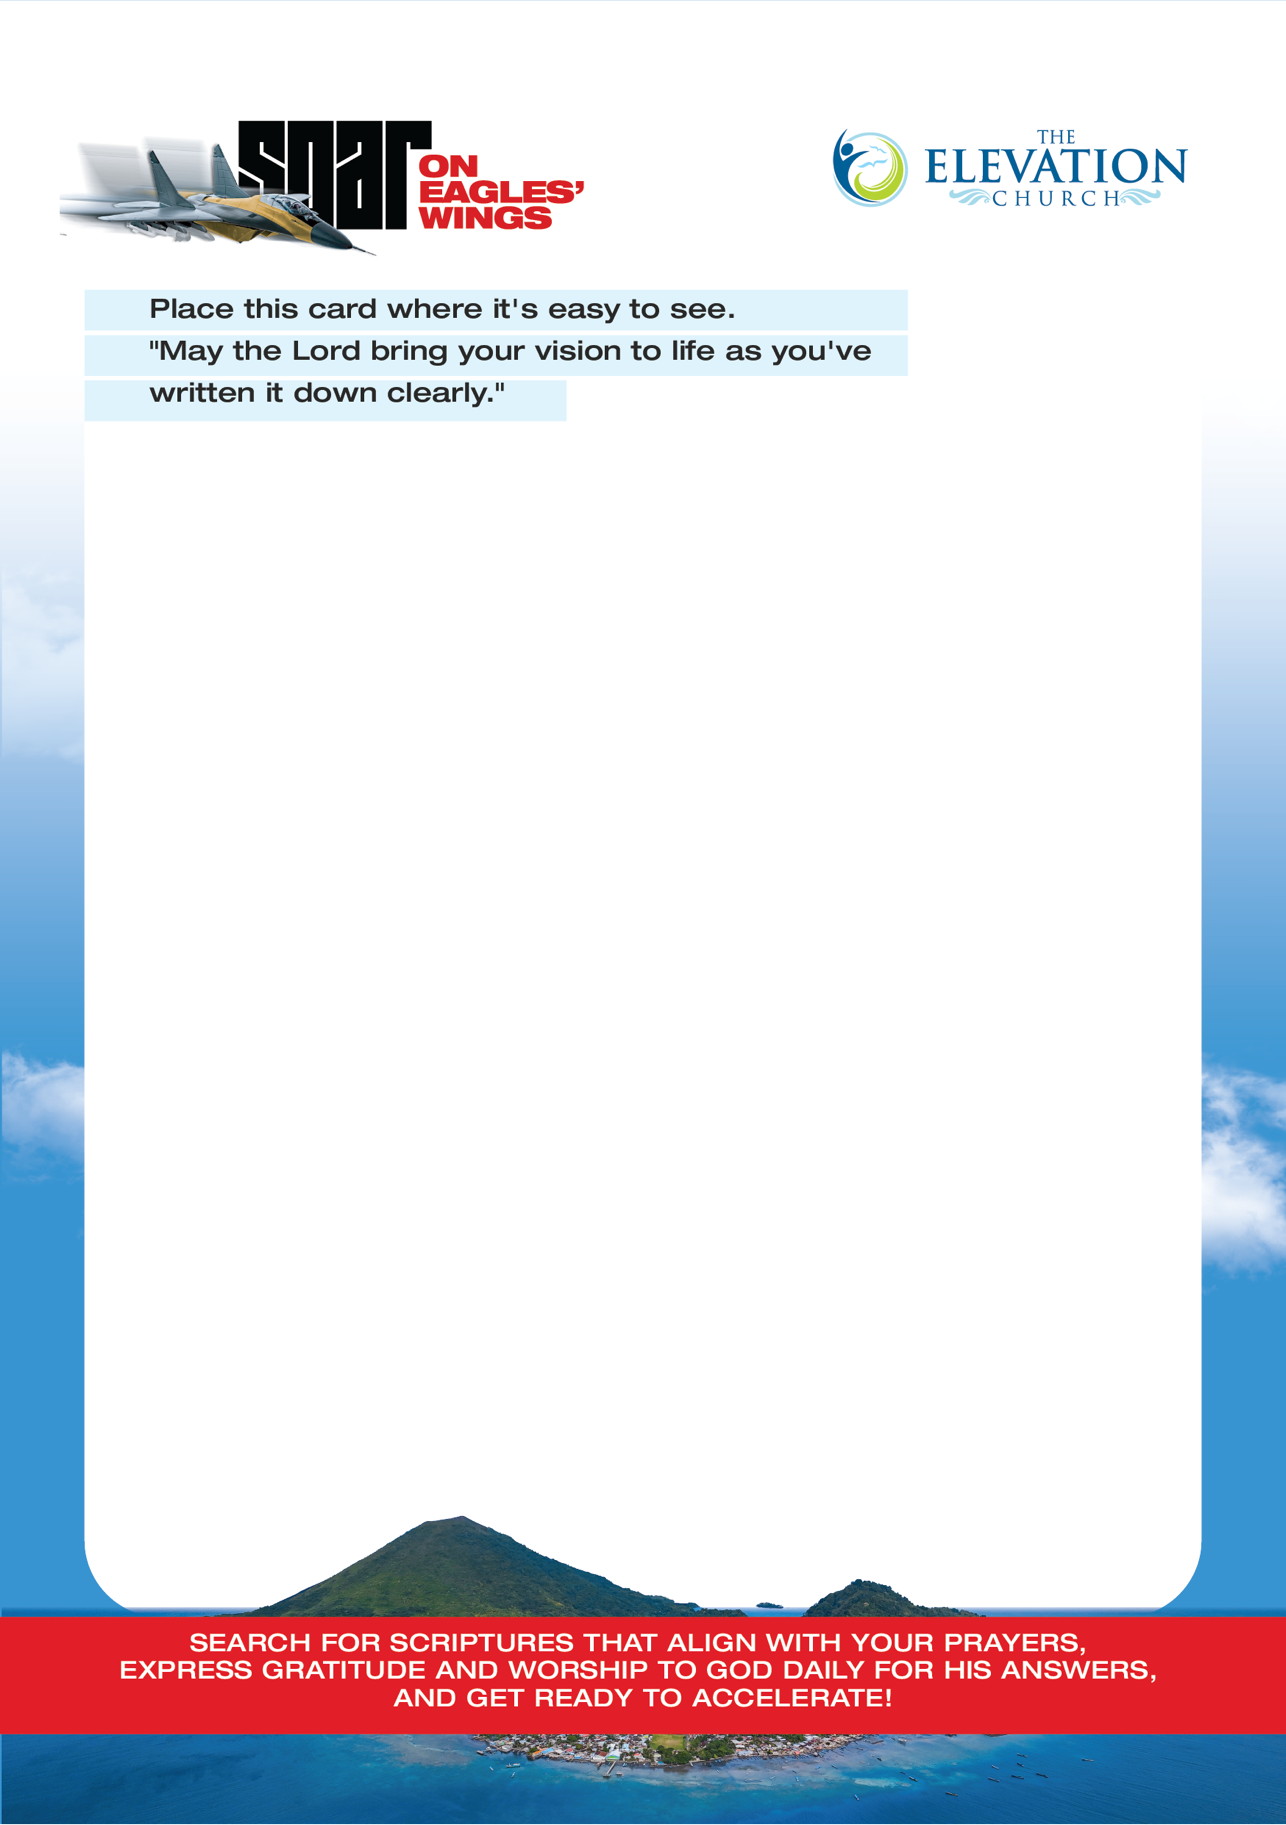 soar
ON
EAGLES’
WINGS
THE
ELEVATION
CHURCH
Place this card where it's easy to see.
"May the Lord bring your vision to life as you've
written it down clearly."
SEARCH FOR SCRIPTURES THAT ALIGN WITH YOUR PRAYERS,
EXPRESS GRATITUDE AND WORSHIP TO GOD DAILY FOR HIS ANSWERS,
AND GET READY TO ACCELERATE!